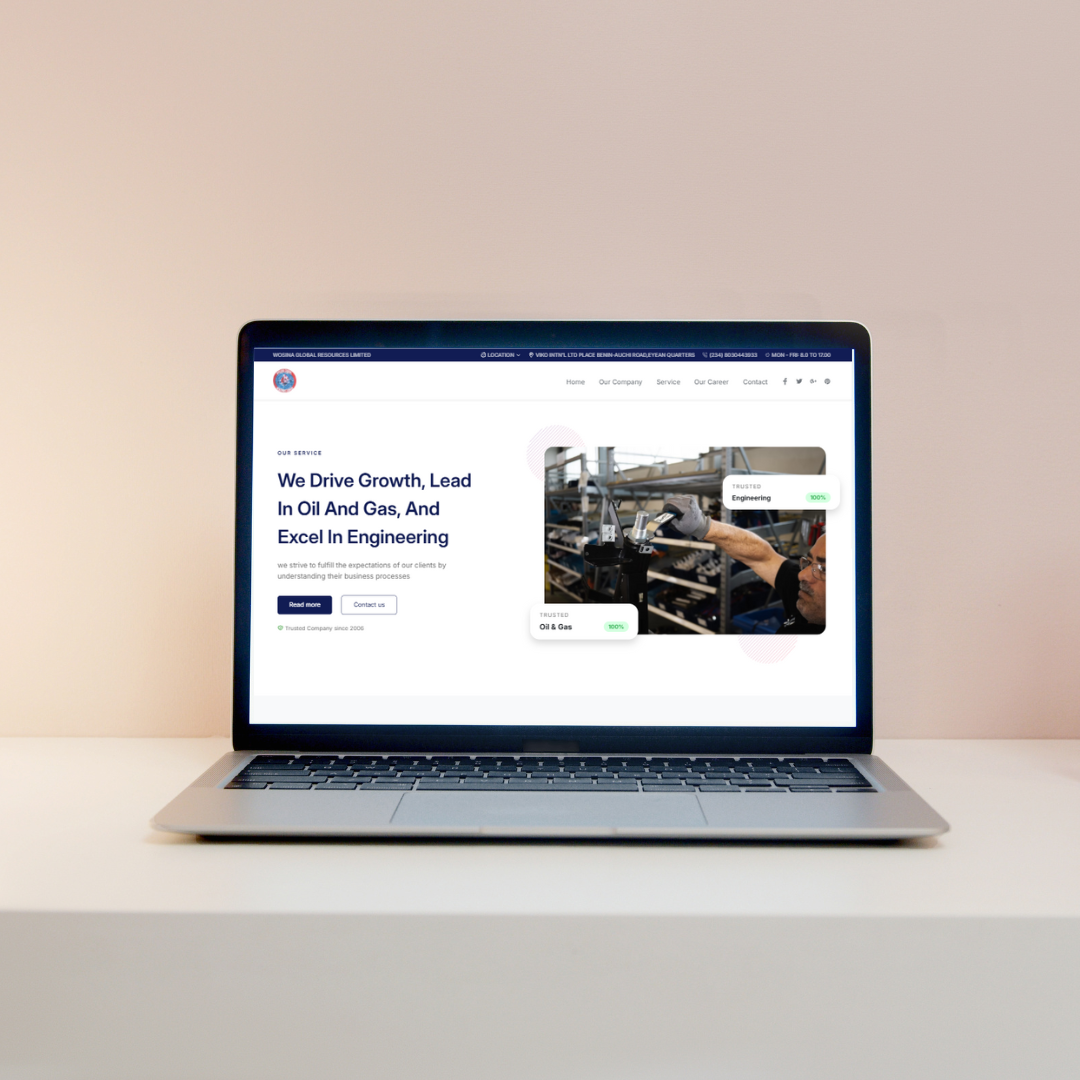 WOSINA GLOBAL RESOURCES LIMITED
LOCATION
VIKO INTN'L LTD PLACE BENIN-AUCHI ROAD,EYEAN QUARTERS
(234) 8030443933
MON - FRI: 8.0 TO 17.00
Home Our Company Service Our Career Contact
OUR SERVICE
We Drive Growth, Lead
In Oil And Gas, And
Excel In Engineering
we strive to fulfill the expectations of our clients by
understanding their business processes
Read more
Contact us
Trusted Company since 2006
TRUSTED
Engineering 100%
TRUSTED
Oil & Gas 100%